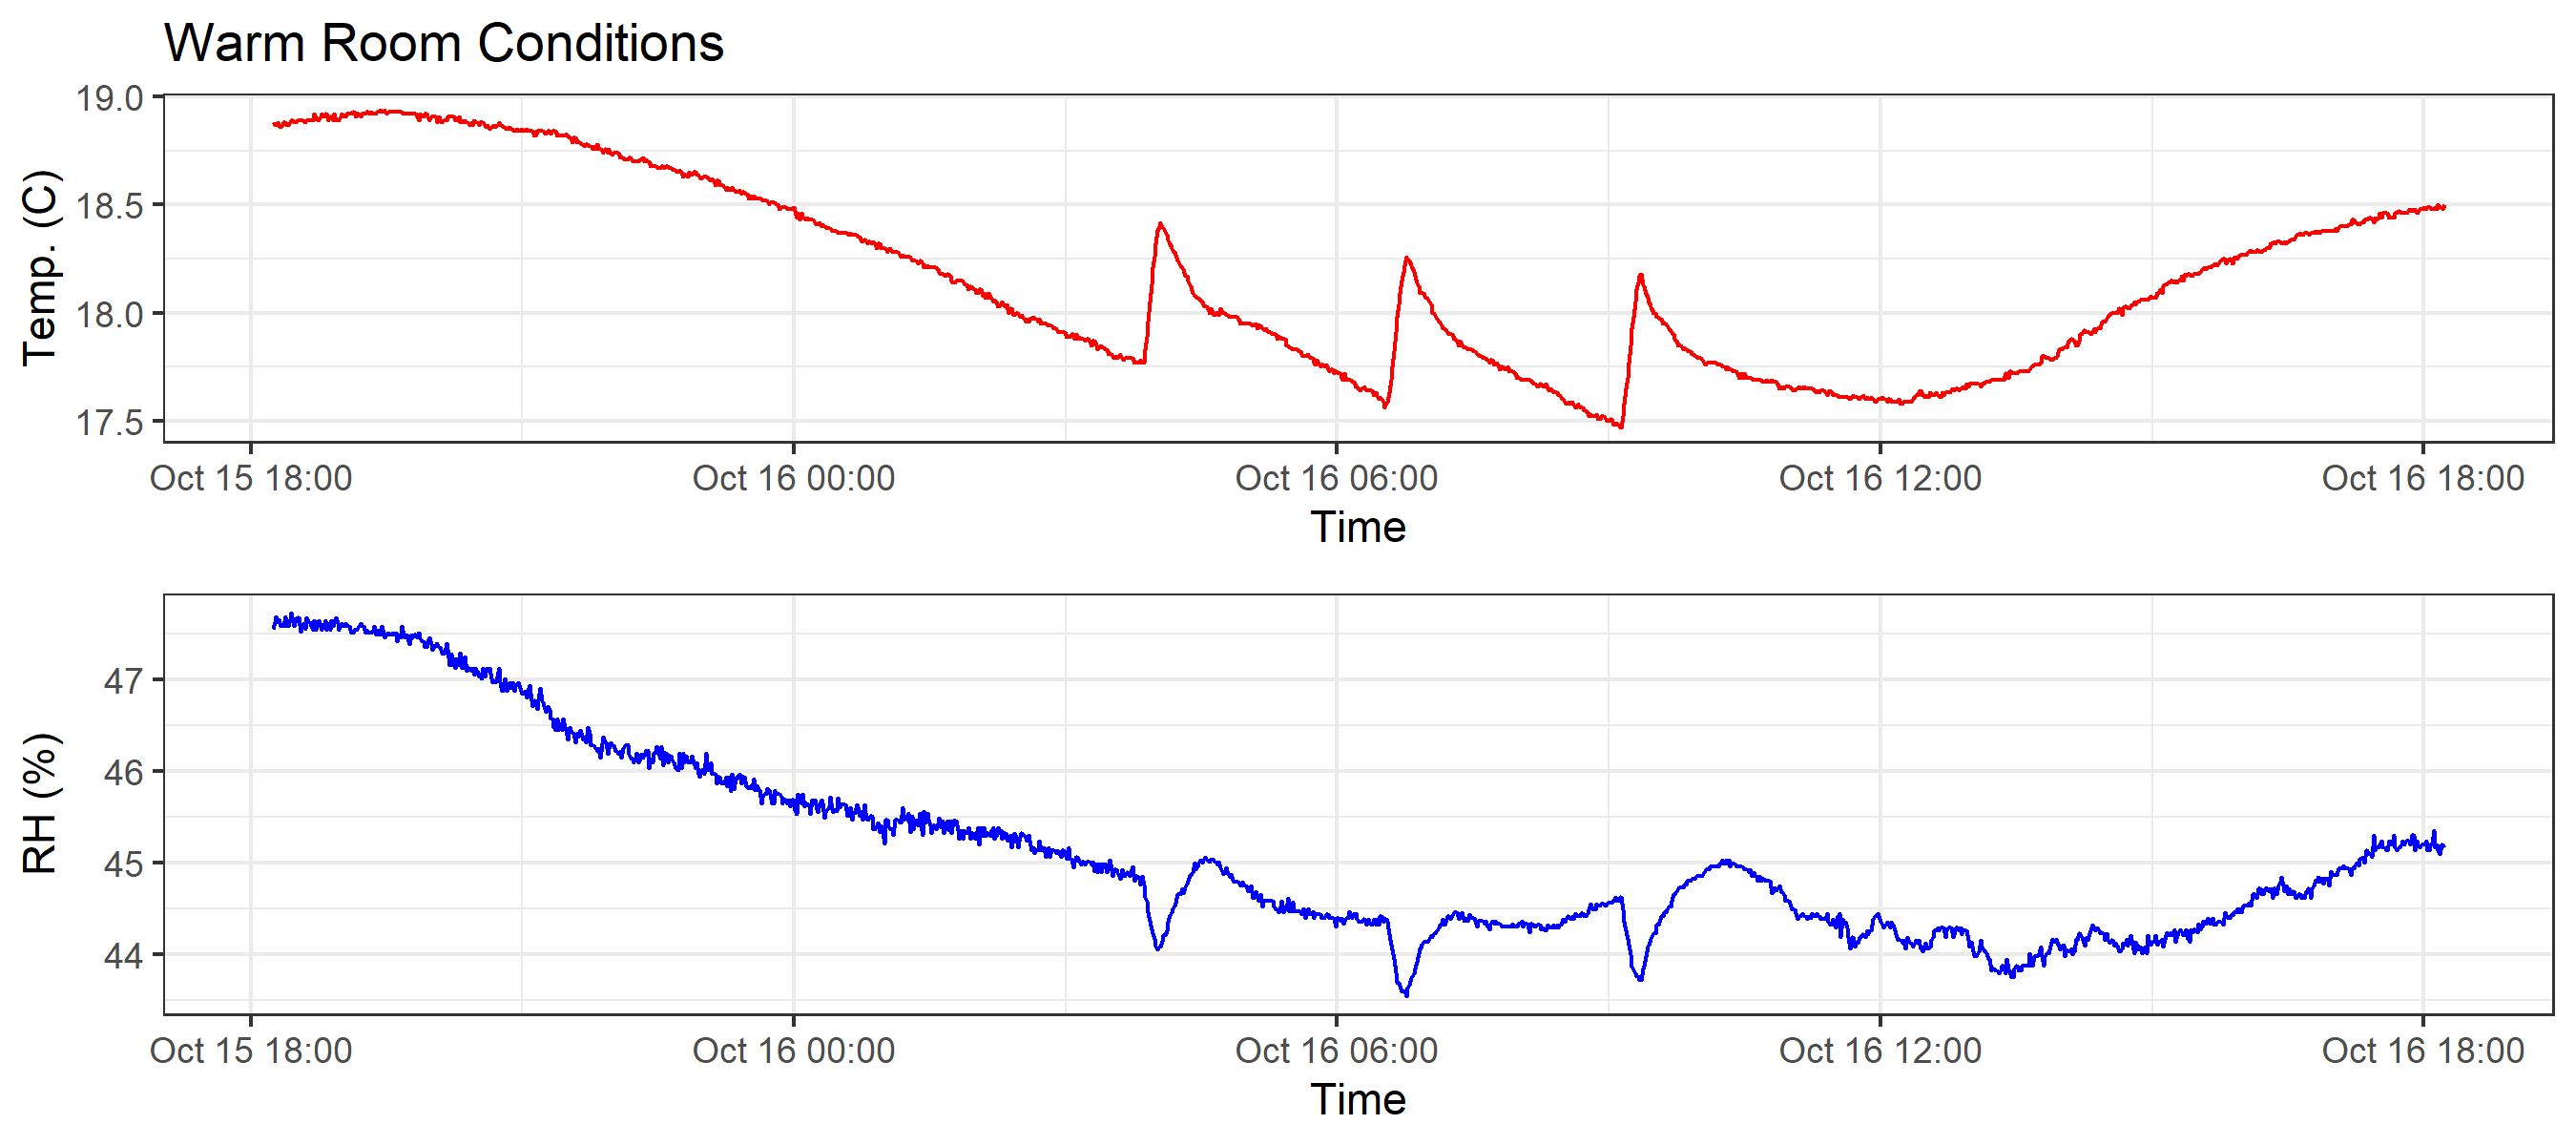 Warm Room Conditions
Temp. (C)
19.0
18.5
18.0
17.5
Oct 15 18:00 Oct 16 00:00 Oct 16 06:00 Oct 16 12:00 Oct 16 18:00
Time
RH (%)
47
46
45
44
Oct 15 18:00 Oct 16 00:00 Oct 16 06:00 Oct 16 12:00 Oct 16 18:00
Time